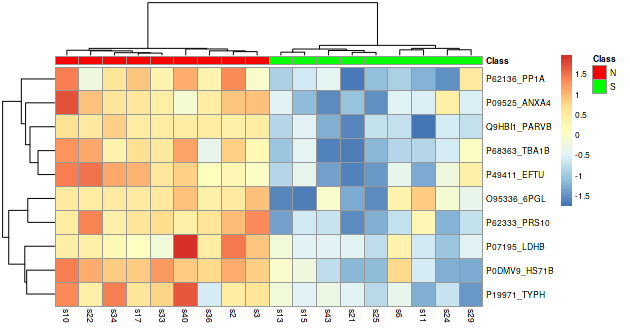 Class
P62136_PP1A
P09525_ANXA4
Q9HBI1_PARVB
P68363_TBA1B
P49411_EFTU
O95336_6PGL
P62333_PRS10
P07195_LDHB
P0DMV9_HS71B
P19971_TYPH
s10 s22 s34 s17 s33 s40 s36 s2 s3 s13 s15 s43 s21 s25 s6 s11 s24 s29
1.5
1
0.5
0
-0.5
-1
-1.5
Class
N
S